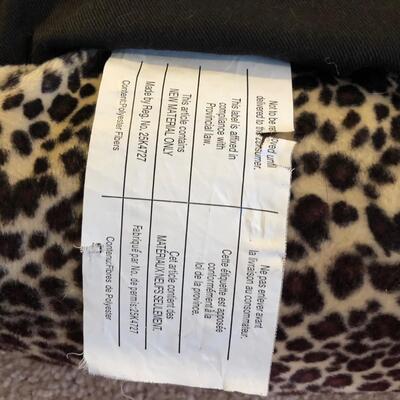 Not to be removed until
delivered to the consumer.
This label is affixed in
compliance with
Provincial law.
This article contains
NEW MATERIAL ONLY
Made by Reg. No. 25K4727
Content:Polyester Fibers
Ne pas enlever avant
la livraison au consommateur.
Cette étiquette est apposée
conformément à la
loi de la province.
Cet article contient des
MATÉRIAUX NEUFS SEULEMENT.
Fabriqué par No. de permis:25K4727
Contenu:Fibres de Polyester